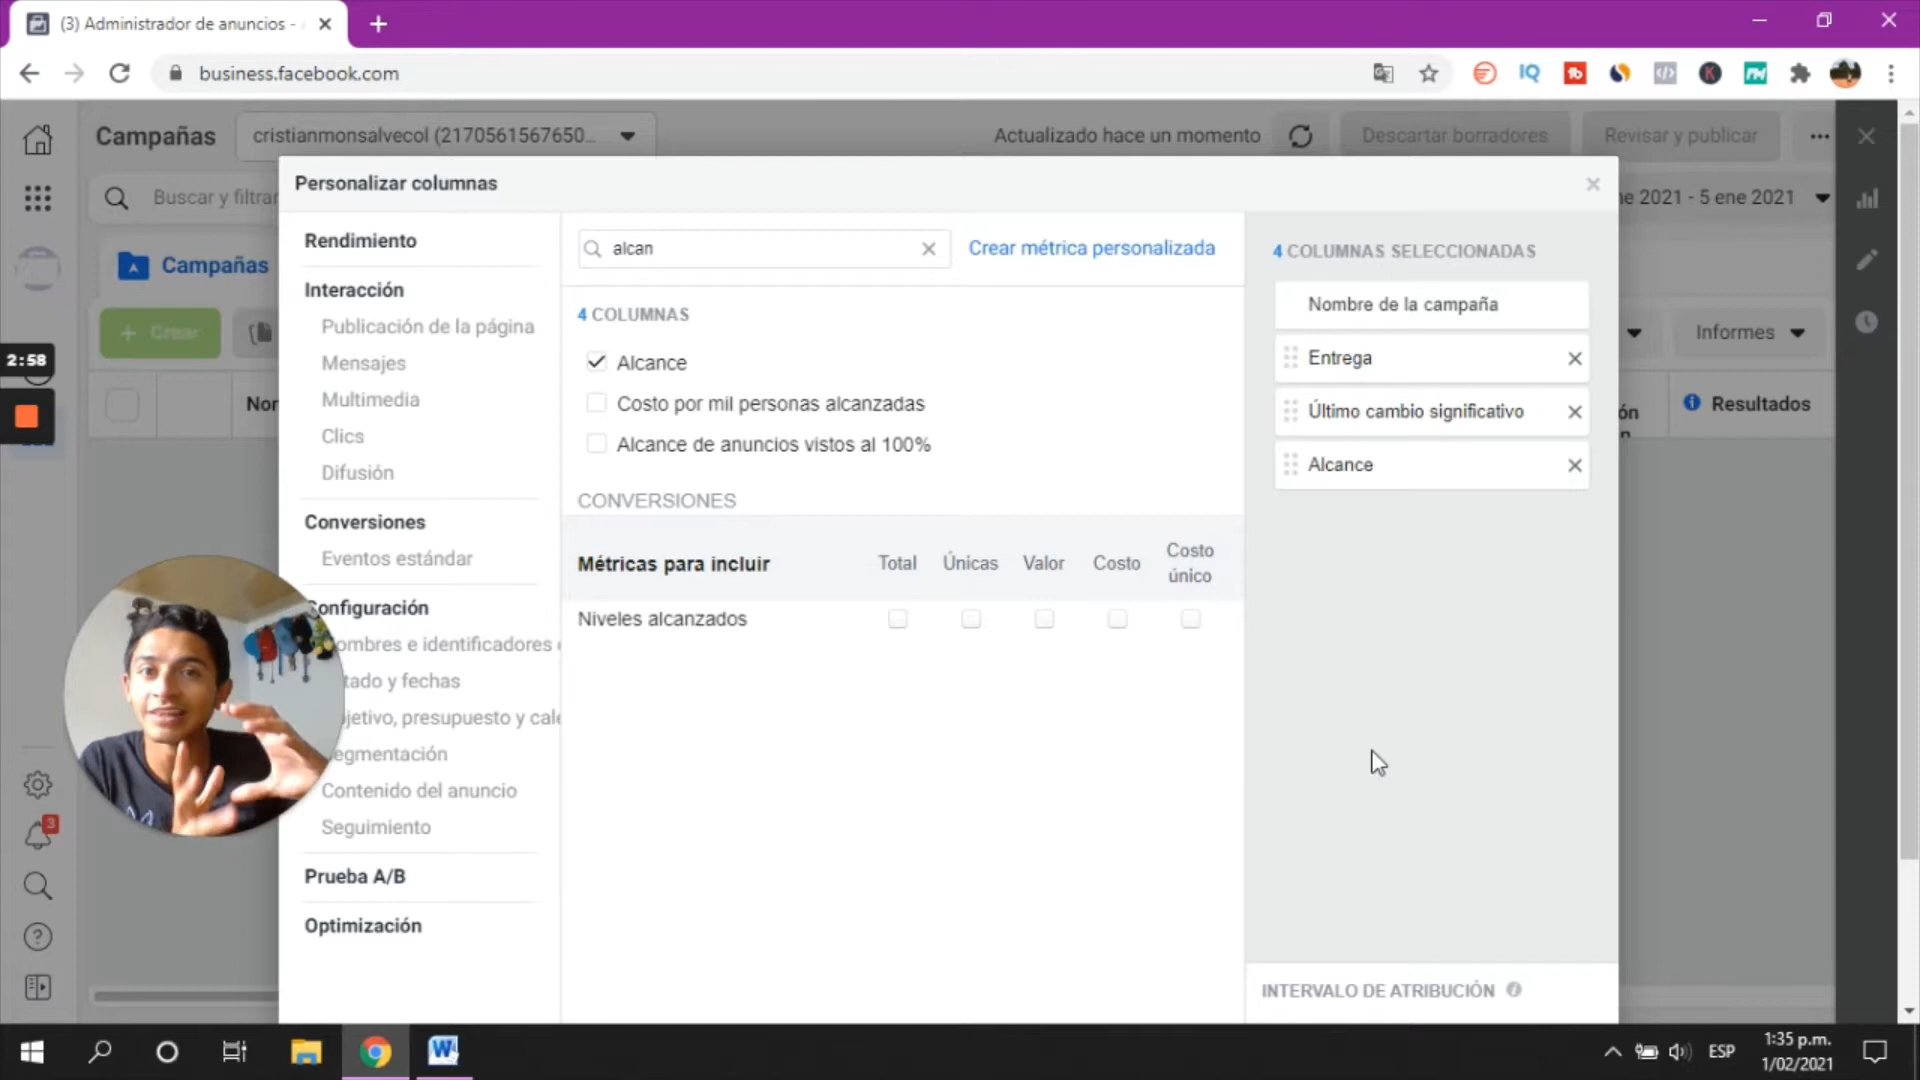 (3) Administrador de anuncios -
business.facebook.com
Campañas
cristianmonsalvecol (2170561567650...
Actualizado hace un momento
Descartar borradores
Revisar y publicar
Buscar y filtrar
ne 2021 - 5 ene 2021
Personalizar columnas
Campañas
+ Crear
Informes
Nor
ón
Resultados
Rendimiento
Interacción
Publicación de la página
Mensajes
Multimedia
Clics
Difusión
Conversiones
Eventos estándar
Configuración
ombres e identificadores
tado y fechas
jetivo, presupuesto y cale
egmentación
Contenido del anuncio
Seguimiento
Prueba A/B
Optimización
alcan
Crear métrica personalizada
4 COLUMNAS
Alcance
Costo por mil personas alcanzadas
Alcance de anuncios vistos al 100%
CONVERSIONES
Métricas para incluir
Total
Únicas
Valor
Costo
Costo
único
Niveles alcanzados
4 COLUMNAS SELECCIONADAS
Nombre de la campaña
Entrega
Último cambio significativo
Alcance
INTERVALO DE ATRIBUCIÓN
2:58
3
ESP
1:35 p.m.
1/02/2021